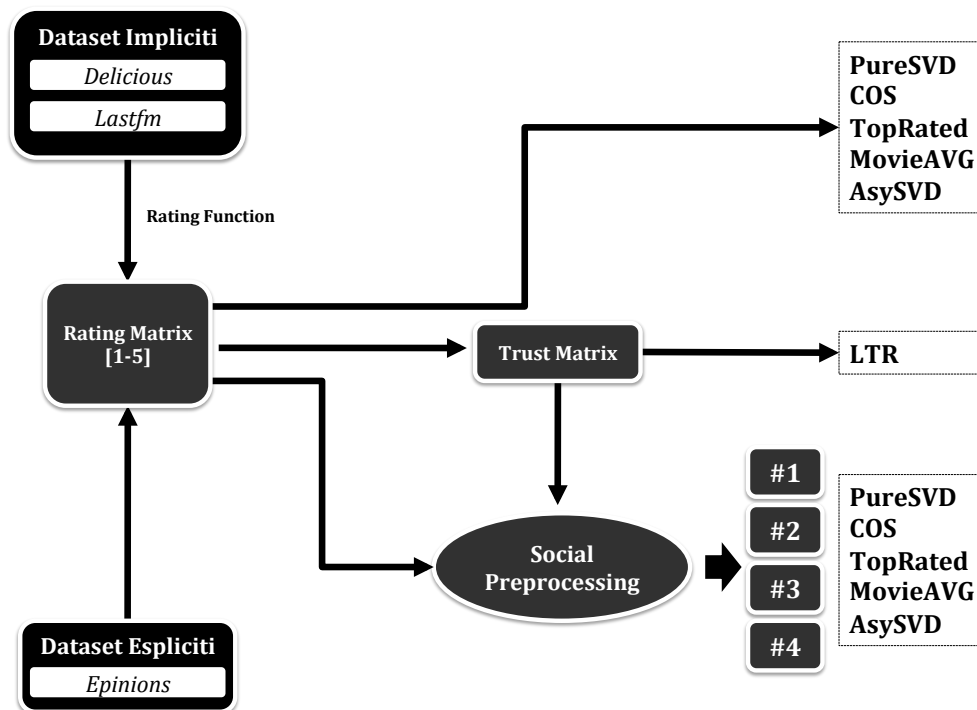 Dataset Impliciti
Delicious
Lastfm
Rating Function
PureSVD
COS
TopRated
MovieAVG
AsySVD
Rating Matrix
[1-5]
Trust Matrix
LTR
Social
Preprocessing
#1
#2
#3
#4
PureSVD
COS
TopRated
MovieAVG
AsySVD
Dataset Espliciti
Epinions